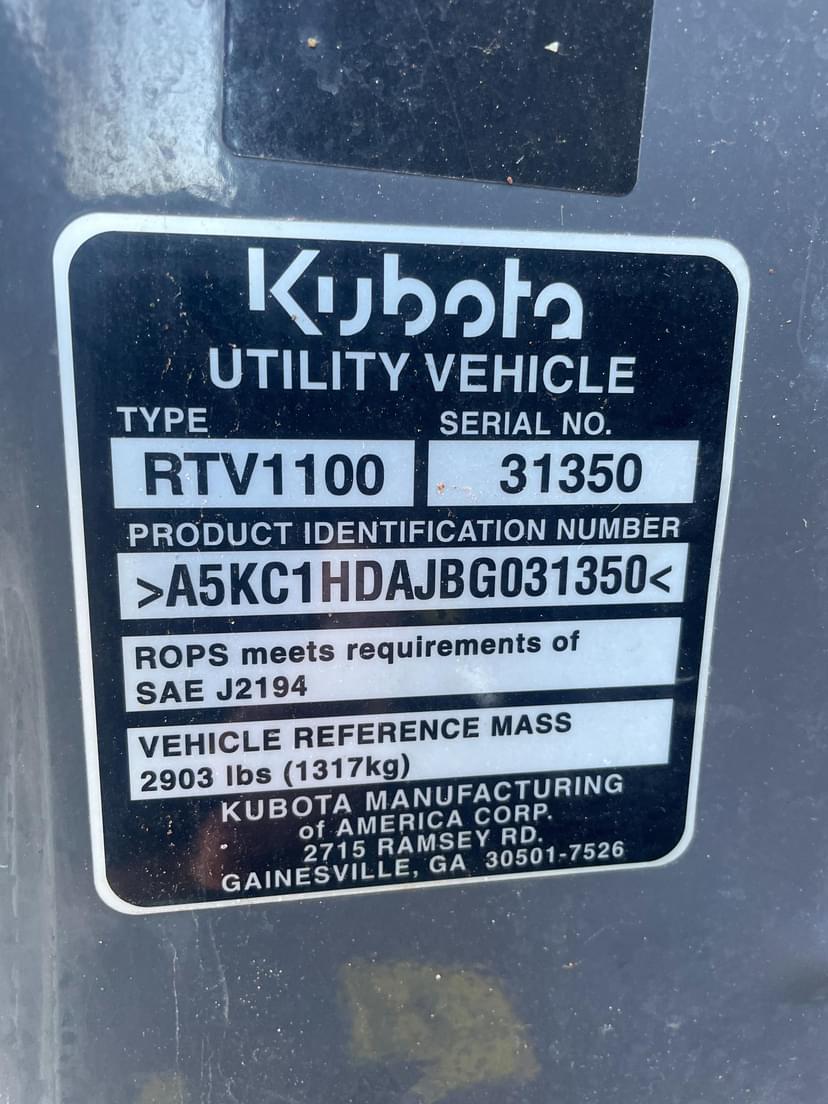 Kubota
UTILITY VEHICLE
TYPE SERIAL NO.
RTV1100 31350
PRODUCT IDENTIFICATION NUMBER
>A5KC1HDAJBG031350<
ROPS meets requirements of
SAE J2194
VEHICLE REFERENCE MASS
2903 lbs (1317kg)
KUBOTA MANUFACTURING
of AMERICA CORP.
2715 RAMSEY RD.
GAINESVILLE, GA 30501-7526